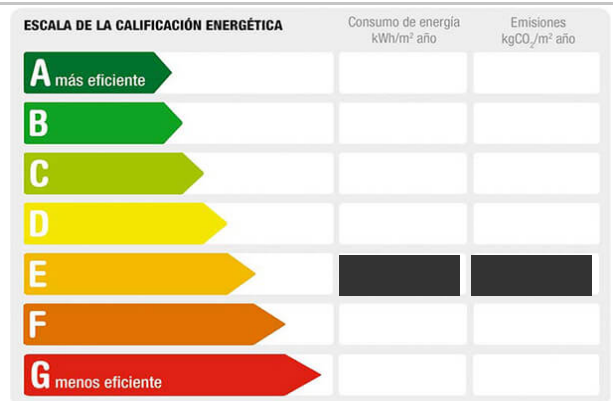 ESCALA DE LA CALIFICACIÓN ENERGÉTICA
Consumo de energía
kWh/m² año
Emisiones
kgCO₂/m² año
A más eficiente
B
C
D
E
F
G menos eficiente